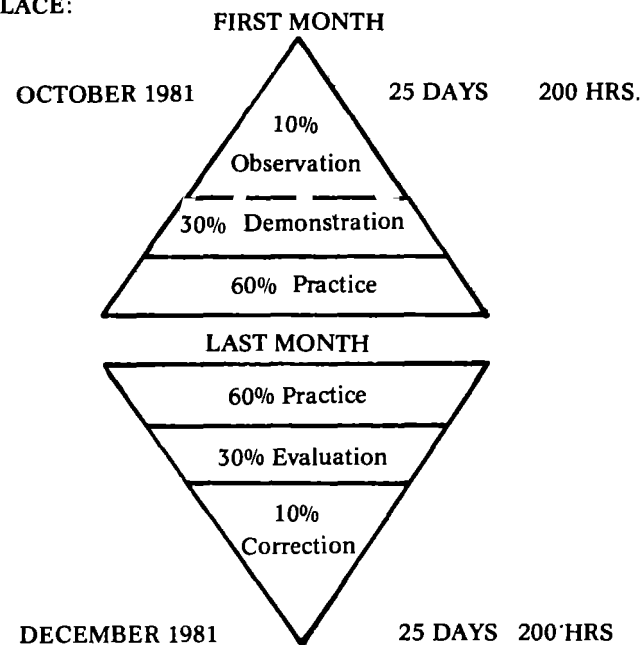 LACE:
FIRST MONTH
OCTOBER 1981 25 DAYS 200 HRS.
10%
Observation
30% Demonstration
60% Practice
LAST MONTH
60% Practice
30% Evaluation
10%
Correction
DECEMBER 1981 25 DAYS 200 HRS